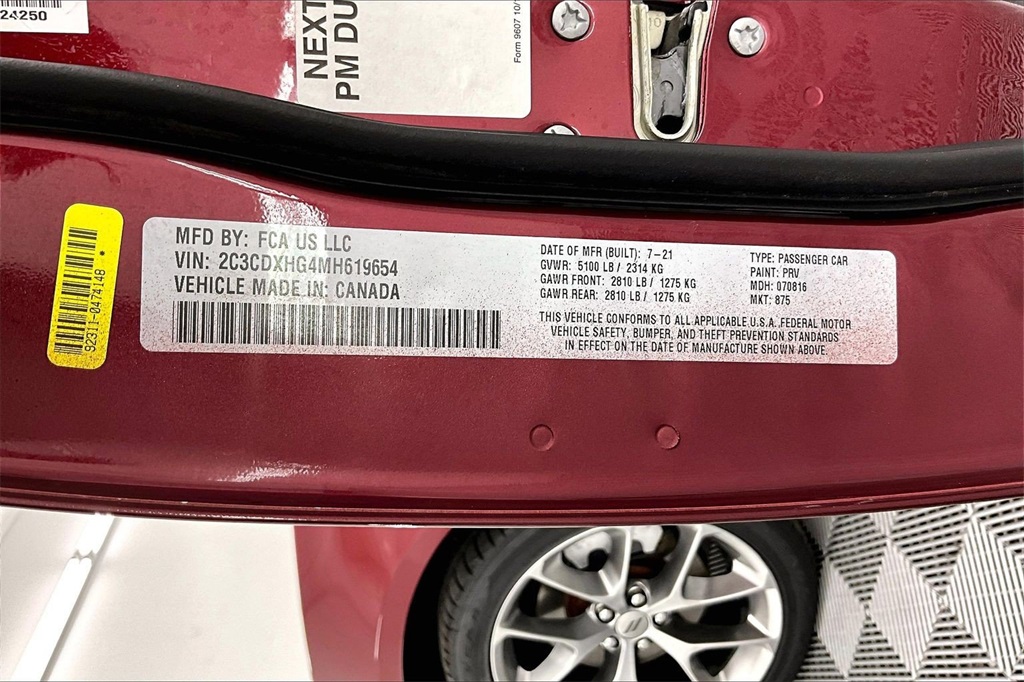 24250
NEXT
PM DU
Form 9607 10/
92311-0474148
MFD BY: FCA US LLC
VIN: 2C3CDXHG4MH619654
VEHICLE MADE IN: CANADA
DATE OF MFR (BUILT): 7-21
GVWR: 5100 LB / 2314 KG
GAWR FRONT: 2810 LB / 1275 KG
GAWR REAR: 2810 LB / 1275 KG
TYPE: PASSENGER CAR
PAINT: PRV
MDH: 070816
MKT: 875
THIS VEHICLE CONFORMS TO ALL APPLICABLE U.S.A. FEDERAL MOTOR
VEHICLE SAFETY, BUMPER, AND THEFT PREVENTION STANDARDS
IN EFFECT ON THE DATE OF MANUFACTURE SHOWN ABOVE.